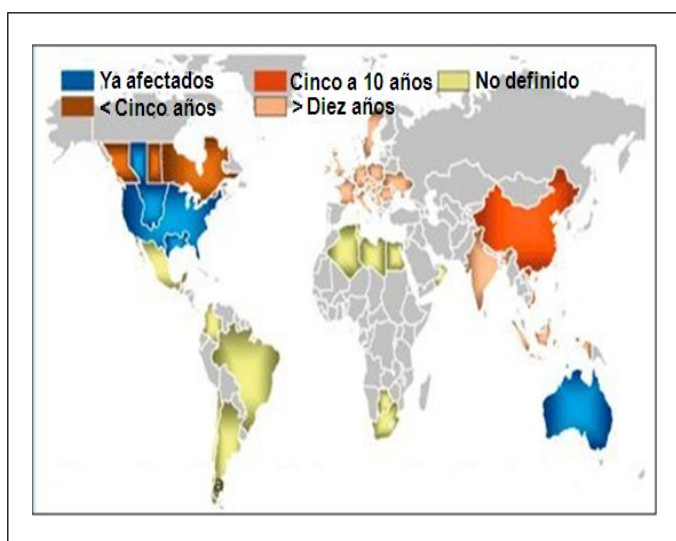 Ya afectados Cinco a 10 años No definido
< Cinco años > Diez años
a